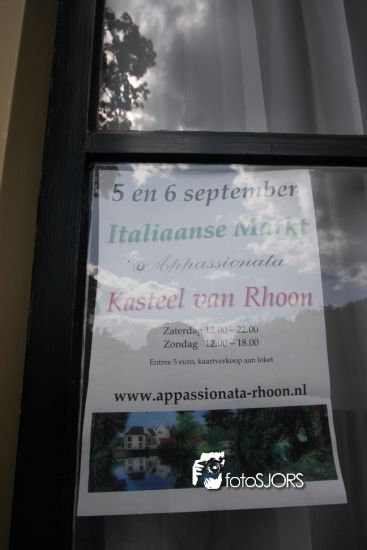 5 en 6 september
Italiaanse Markt
Appassionata
Kasteel van Rhoon
Zaterdag 12.00 – 22.00
Zondag 12.00 – 18.00
Entree 5 euro, kaartverkoop aan loket
www.appassionata-rhoon.nl
fotoSJORS